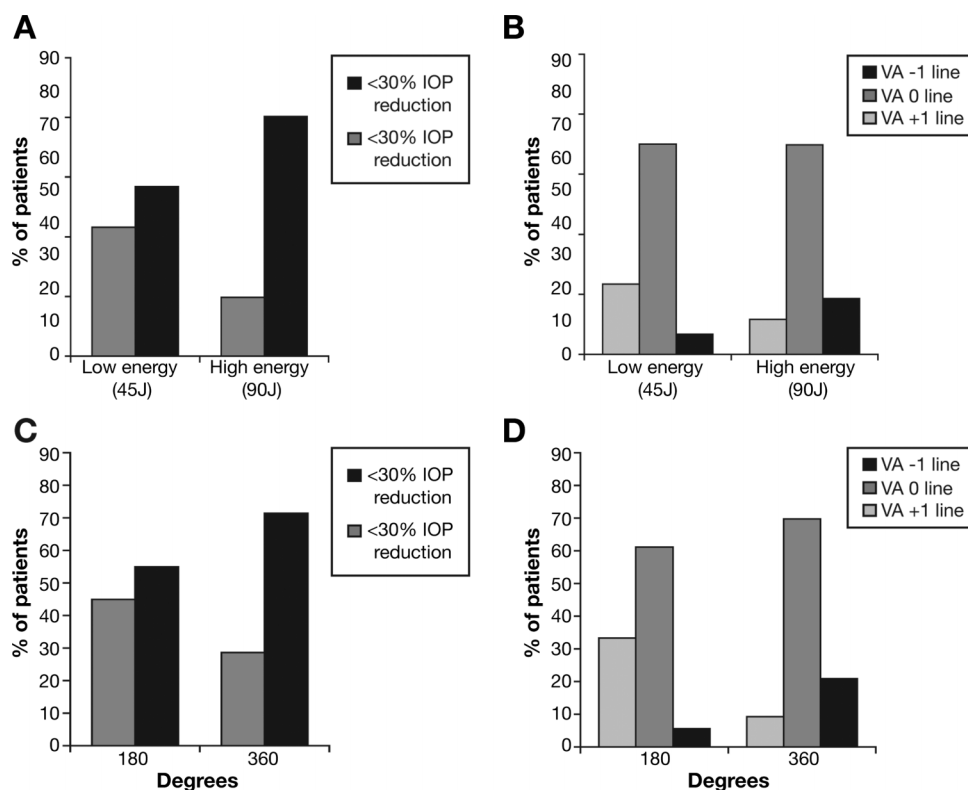 A
90
80
70
60
50
40
30
20
10
0
% of patients
Low energy
(45J)
High energy
(90J)
<30% IOP
reduction
<30% IOP
reduction
B
90
80
70
60
50
40
30
20
10
0
% of patients
Low energy
(45J)
High energy
(90J)
VA -1 line
VA 0 line
VA +1 line
C
90
80
70
60
50
40
30
20
10
0
% of patients
180
360
Degrees
<30% IOP
reduction
<30% IOP
reduction
D
90
80
70
60
50
40
30
20
10
0
% of patients
180
360
Degrees
VA -1 line
VA 0 line
VA +1 line